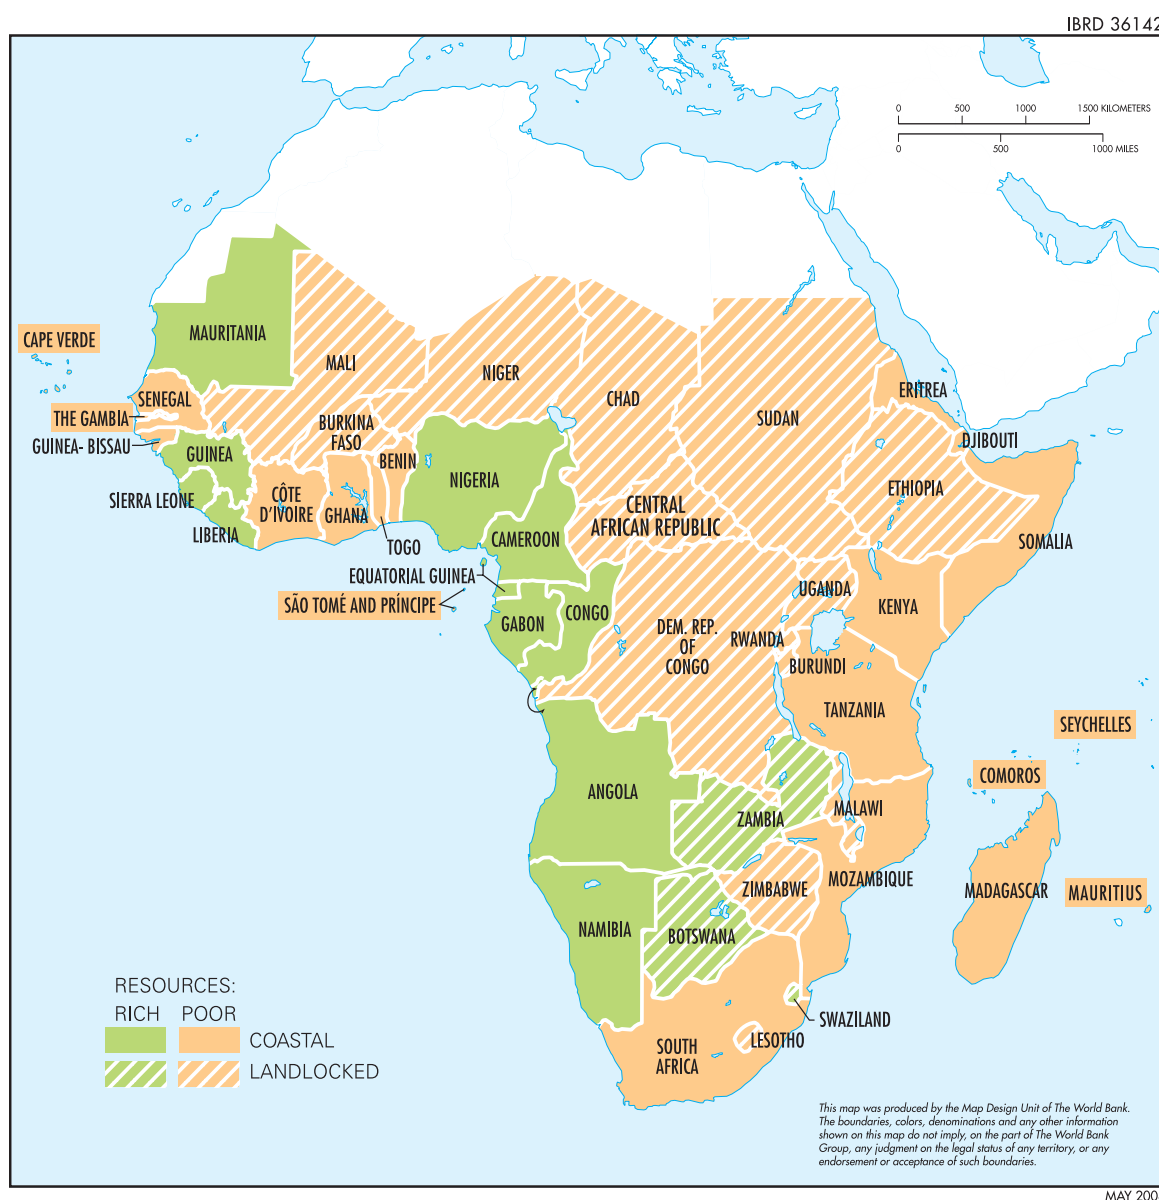 IBRD 36142
0 500 1000 1500 KILOMETERS
0 500 1000 MILES
MAURITANIA
CAPE VERDE
MALI
NIGER
CHAD
SUDAN
ERITREA
SENEGAL
THE GAMBIA
GUINEA- BISSAU
BURKINA
FASO
DJIBOUTI
GUINEA
BENIN
NIGERIA
ETHIOPIA
SIERRA LEONE
CÔTE
D'IVOIRE
GHANA
CENTRAL
AFRICAN REPUBLIC
LIBERIA
TOGO
CAMEROON
SOMALIA
EQUATORIAL GUINEA
UGANDA
SÃO TOMÉ AND PRÍNCIPE
GABON
CONGO
KENYA
DEM. REP.
OF
CONGO
RWANDA
BURUNDI
TANZANIA
SEYCHELLES
COMOROS
ANGOLA
MALAWI
ZAMBIA
MOZAMBIQUE
ZIMBABWE
MADAGASCAR
MAURITIUS
NAMIBIA
BOTSWANA
SWAZILAND
LESOTHO
SOUTH
AFRICA
RESOURCES:
RICH POOR
COASTAL
LANDLOCKED
This map was produced by the Map Design Unit of The World Bank.
The boundaries, colors, denominations and any other information
shown on this map do not imply, on the part of The World Bank
Group, any judgment on the legal status of any territory, or any
endorsement or acceptance of such boundaries.
MAY 200